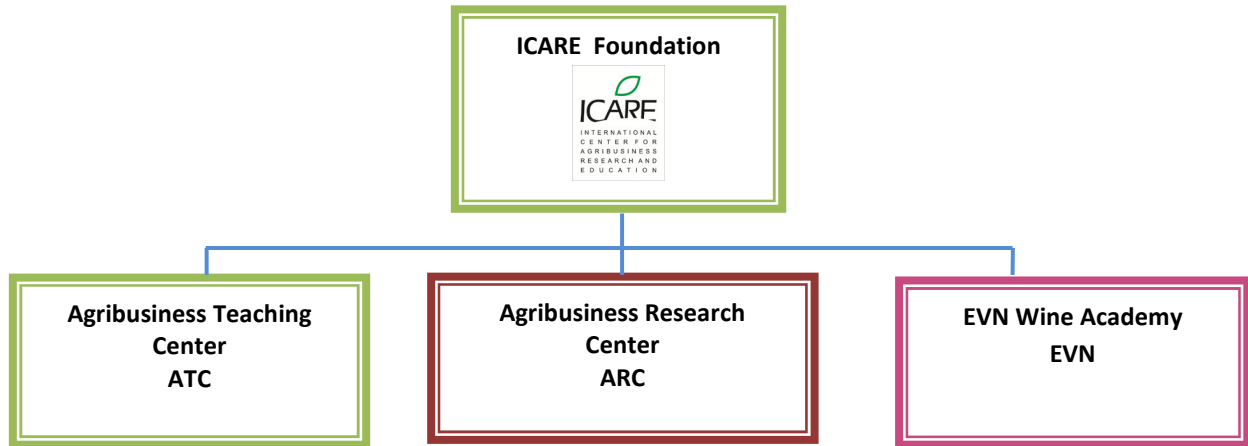 ICARE Foundation
ICARE
INTERNATIONAL
CENTER FOR
AGRIBUSINESS
RESEARCH AND
EDUCATION
Agribusiness Teaching
Center
ATC
Agribusiness Research
Center
ARC
EVN Wine Academy
EVN